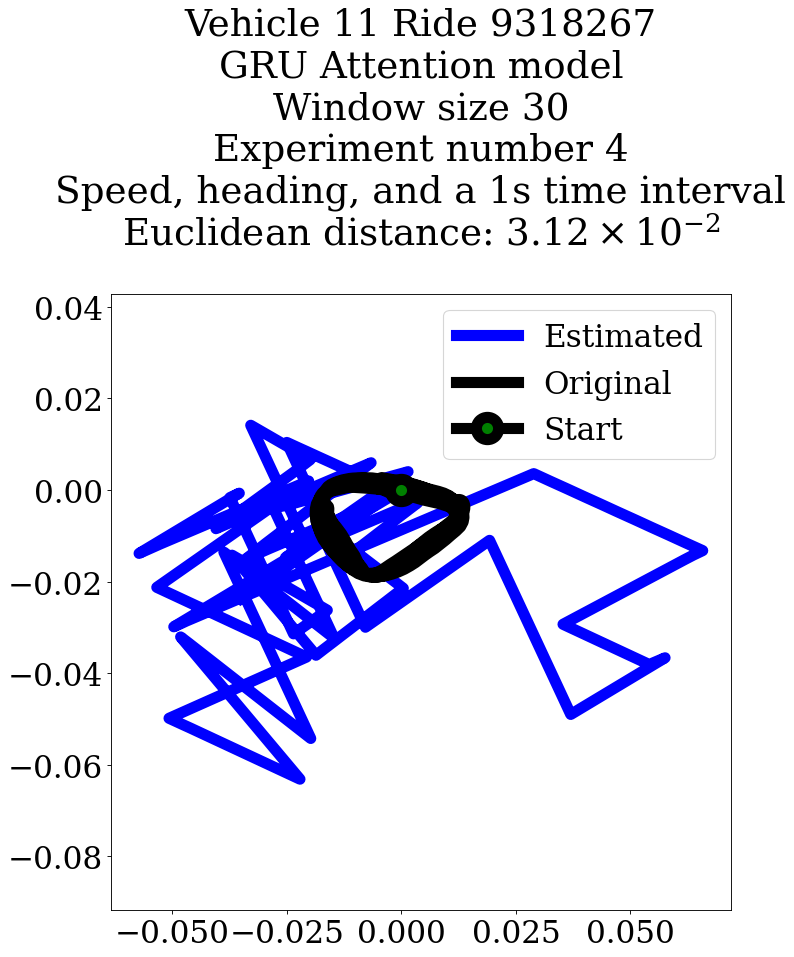 Vehicle 11 Ride 9318267
GRU Attention model
Window size 30
Experiment number 4
Speed, heading, and a 1s time interval
Euclidean distance: 3.12 × 10⁻²
Estimated
Original
Start
0.04
0.02
0.00
−0.02
−0.04
−0.06
−0.08
−0.050 −0.025 0.000 0.025 0.050